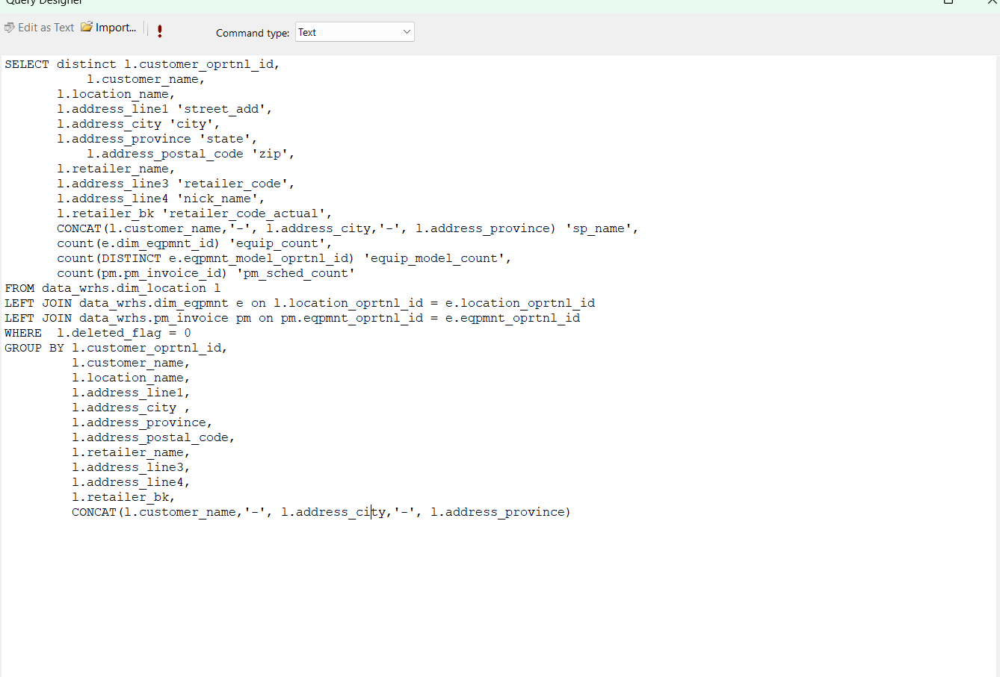 Query Designer
Edit as Text Import... Command type: Text
SELECT distinct l.customer_oprtnl_id,
l.customer_name,
l.location_name,
l.address_line1 'street_add',
l.address_city 'city',
l.address_province 'state',
l.address_postal_code 'zip',
l.retailer_name,
l.address_line3 'retailer_code',
l.address_line4 'nick_name',
l.retailer_bk 'retailer_code_actual',
CONCAT(l.customer_name,'-', l.address_city,'-', l.address_province) 'sp_name',
count(e.dim_eqpmnt_id) 'equip_count',
count(DISTINCT e.eqpmnt_model_oprtnl_id) 'equip_model_count',
count(pm.pm_invoice_id) 'pm_sched_count'
FROM data_wrhs.dim_location l
LEFT JOIN data_wrhs.dim_eqpmnt e on l.location_oprtnl_id = e.location_oprtnl_id
LEFT JOIN data_wrhs.pm_invoice pm on pm.eqpmnt_oprtnl_id = e.eqpmnt_oprtnl_id
WHERE  l.deleted_flag = 0
GROUP BY l.customer_oprtnl_id,
l.customer_name,
l.location_name,
l.address_line1,
l.address_city ,
l.address_province,
l.address_postal_code,
l.retailer_name,
l.address_line3,
l.address_line4,
l.retailer_bk,
CONCAT(l.customer_name,'-', l.address_city,'-', l.address_province)